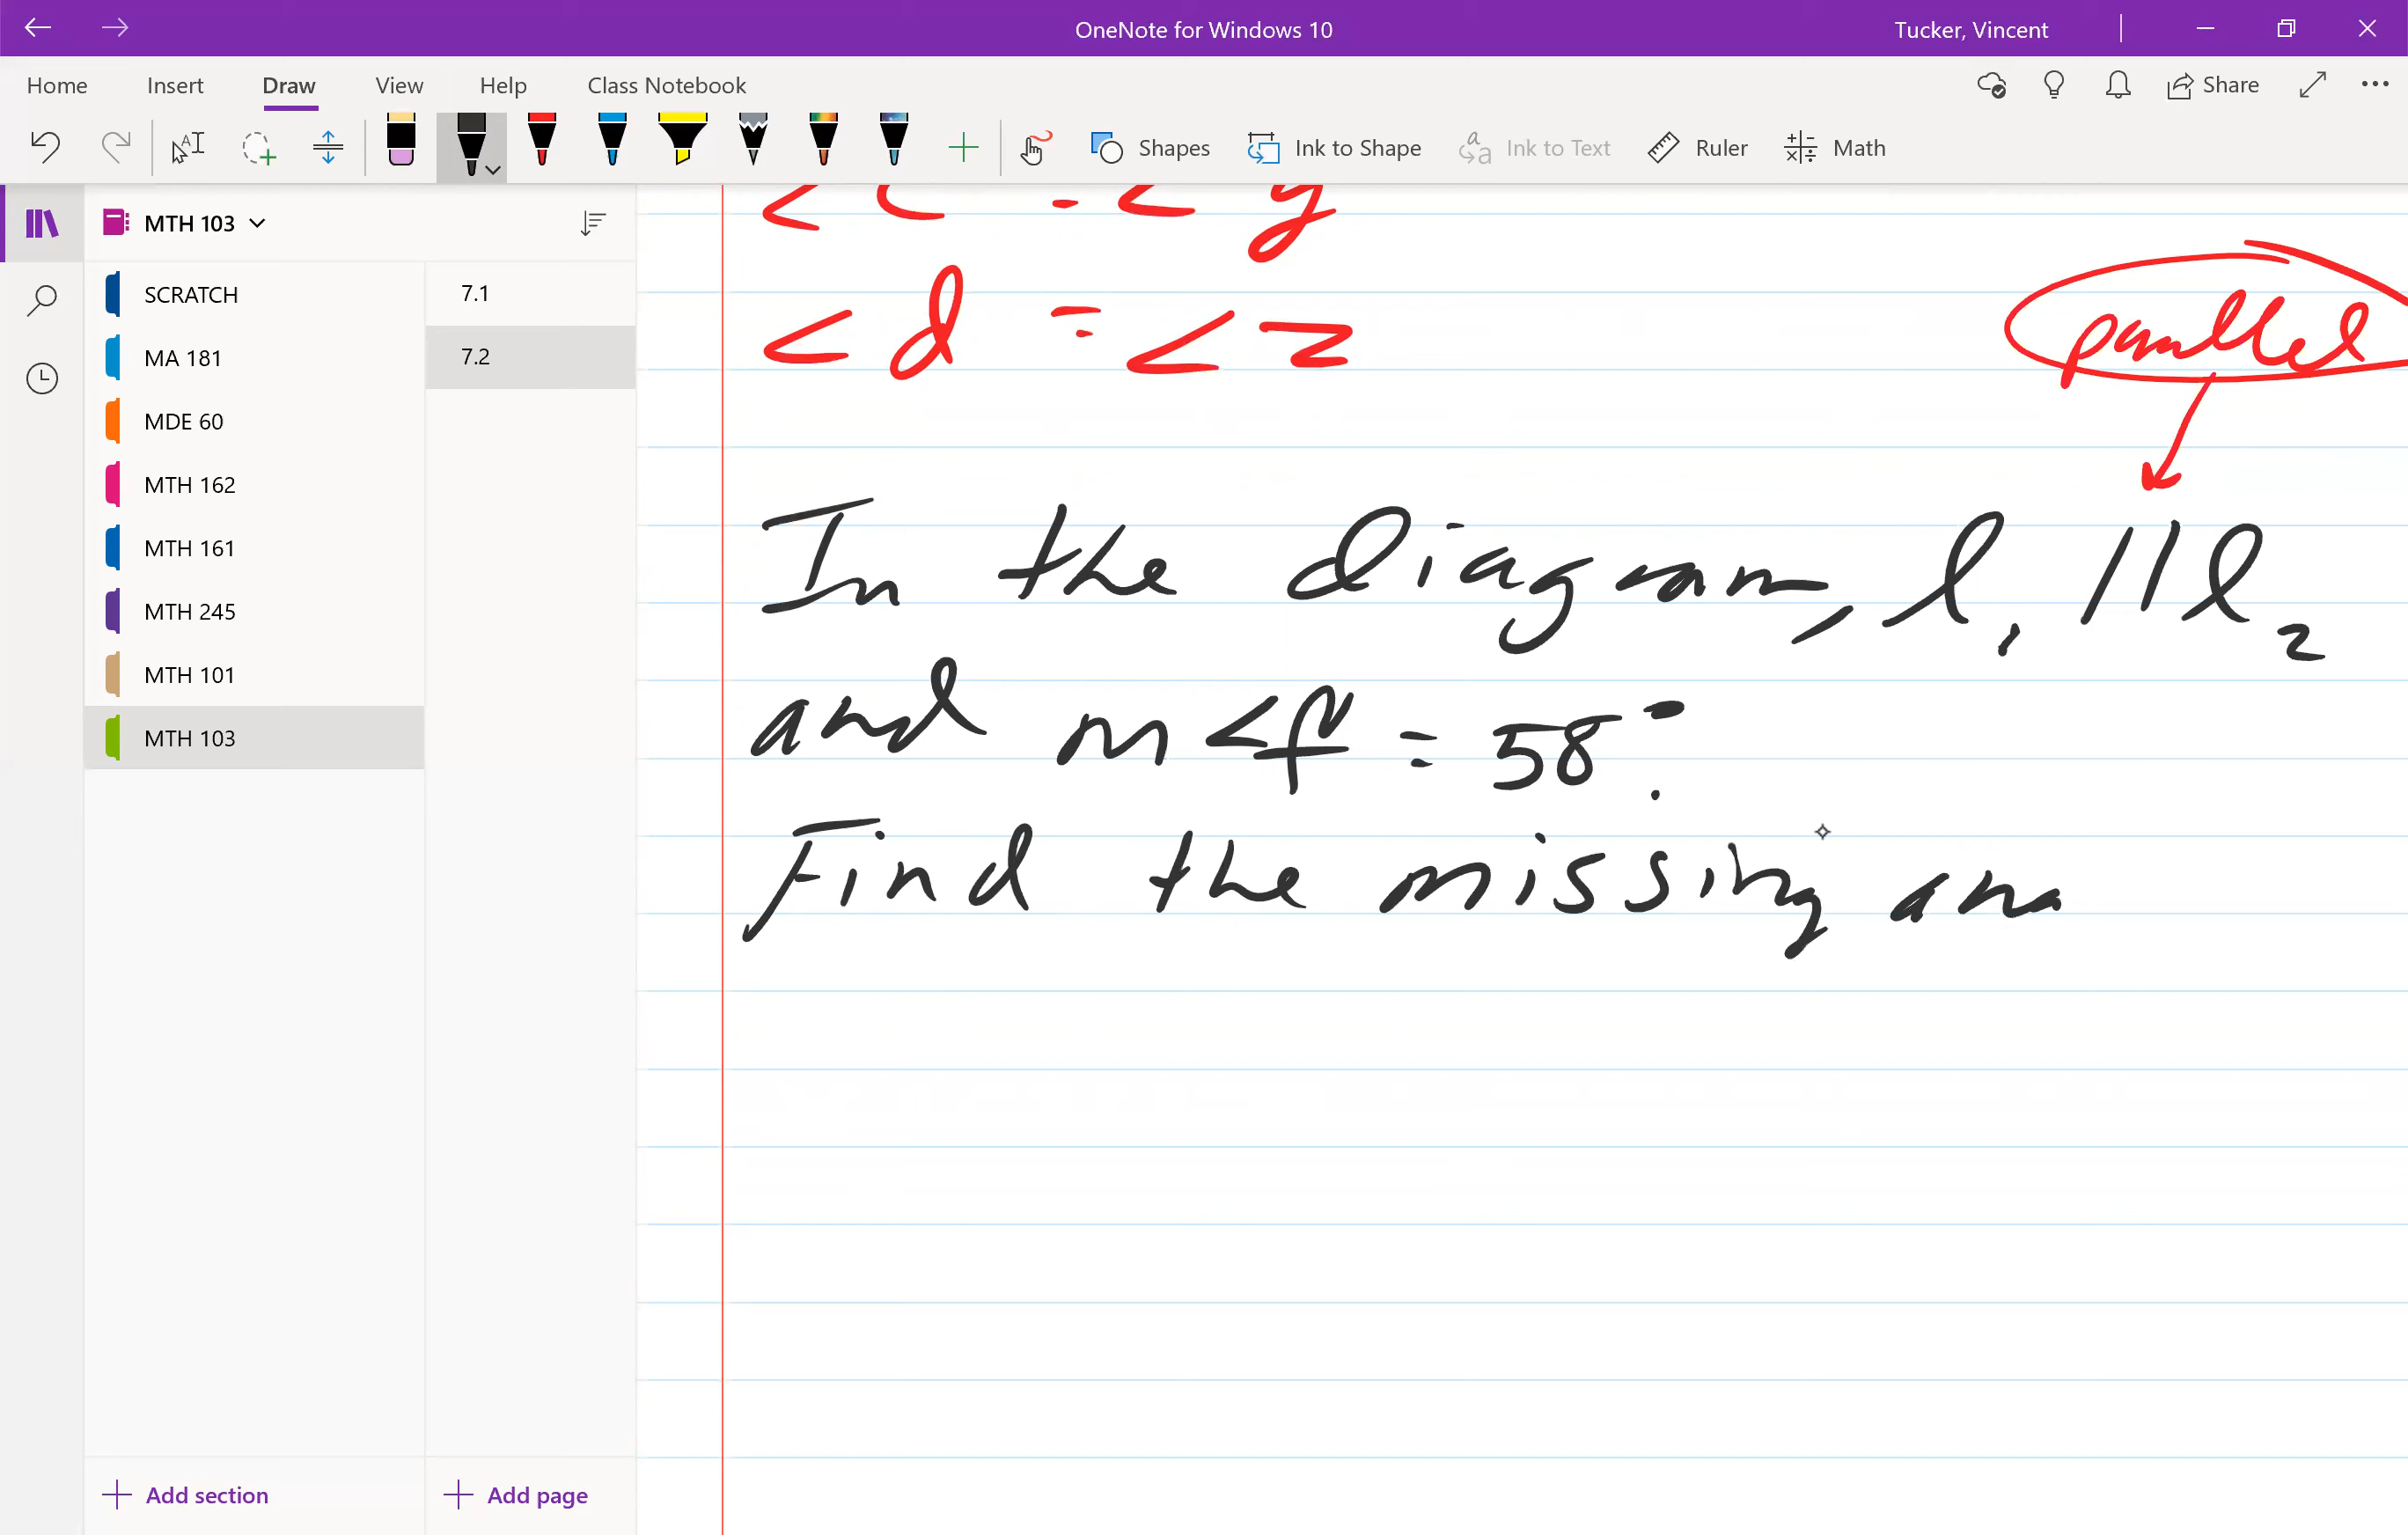 OneNote for Windows 10
Tucker, Vincent
Home Insert Draw View Help Class Notebook
Share
Shapes Ink to Shape Ink to Text Ruler Math
MTH 103
SCRATCH
MA 181
MDE 60
MTH 162
MTH 161
MTH 245
MTH 101
MTH 103
7.1
7.2
<c = <y
<d = <z
parallel
In the diagram, l₁ || l₂
and m<f = 58°.
Find the missing an
Add section
Add page